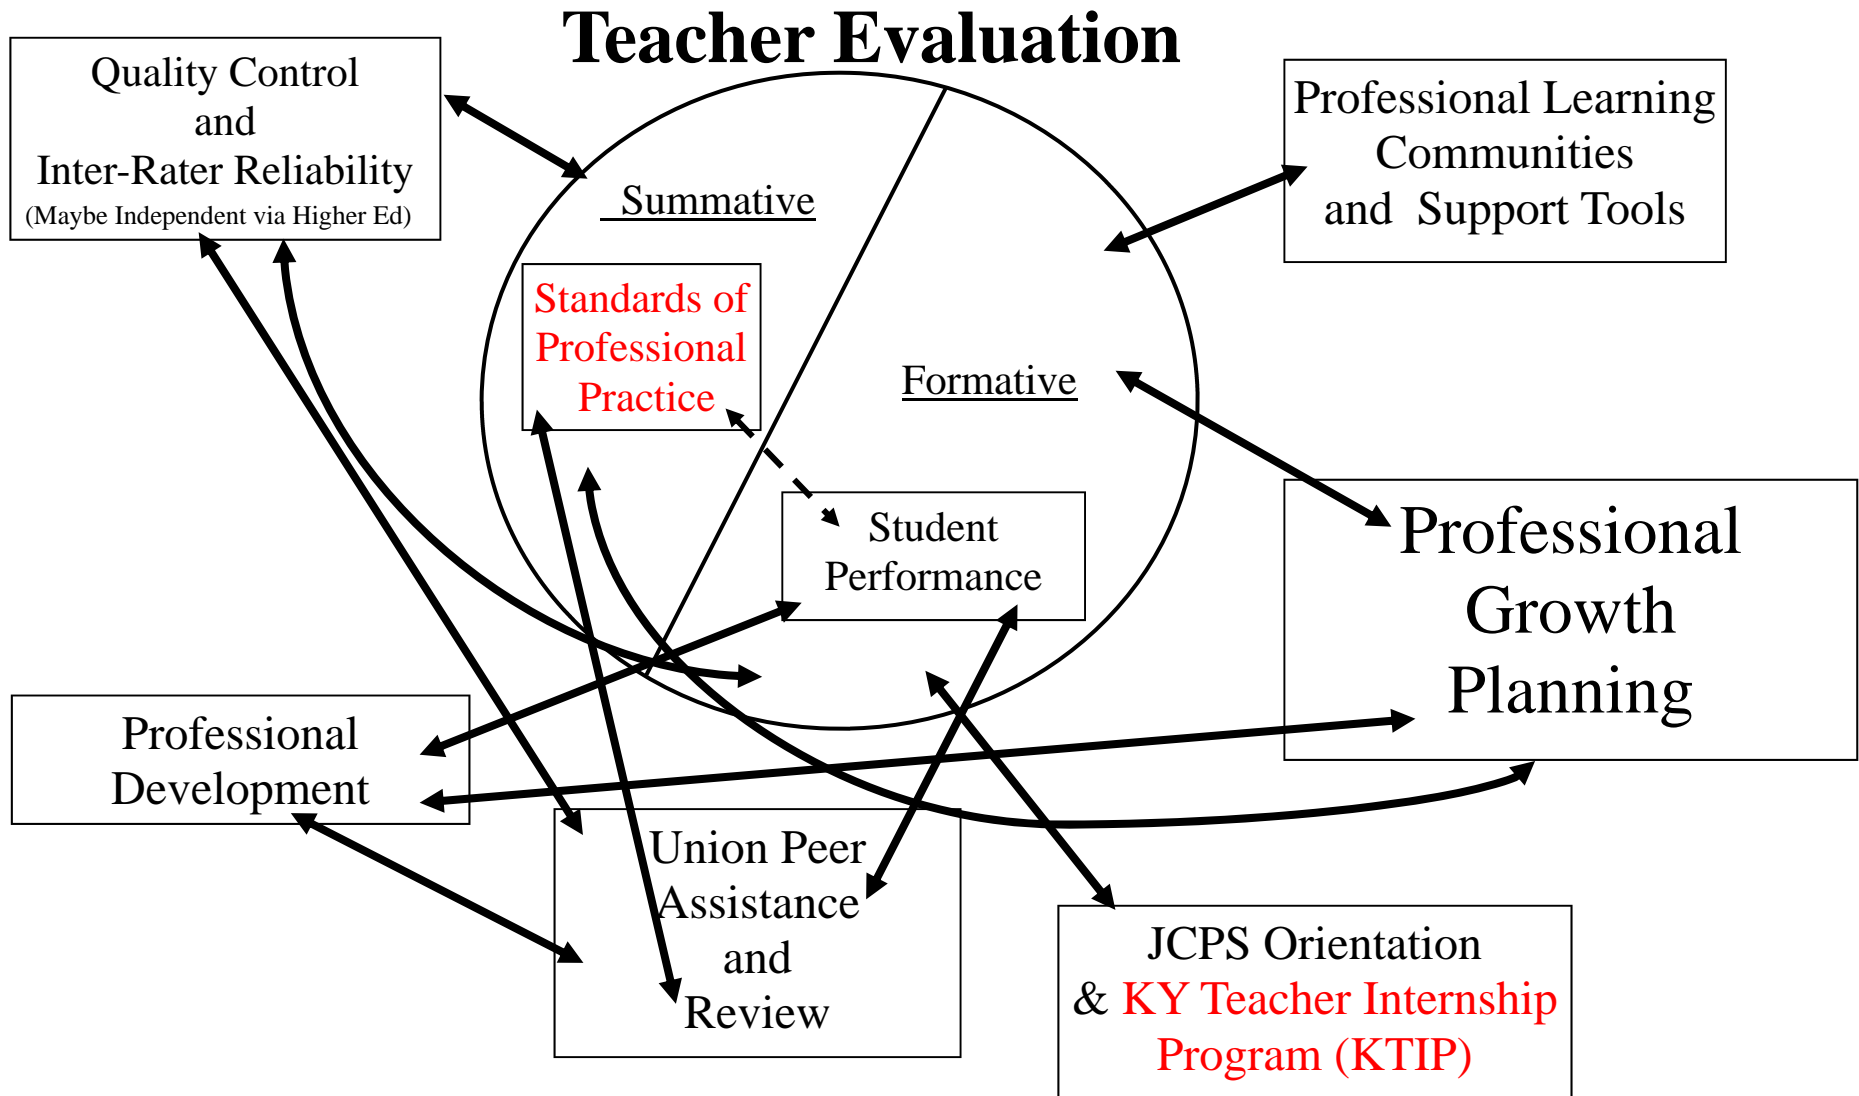 Teacher Evaluation
Quality Control
and
Inter-Rater Reliability
(Maybe Independent via Higher Ed)
Summative
Professional Learning
Communities
and Support Tools
Standards of
Professional
Practice
Formative
Student
Performance
Professional
Growth
Planning
Professional
Development
Union Peer
Assistance
and
Review
JCPS Orientation
& KY Teacher Internship
Program (KTIP)